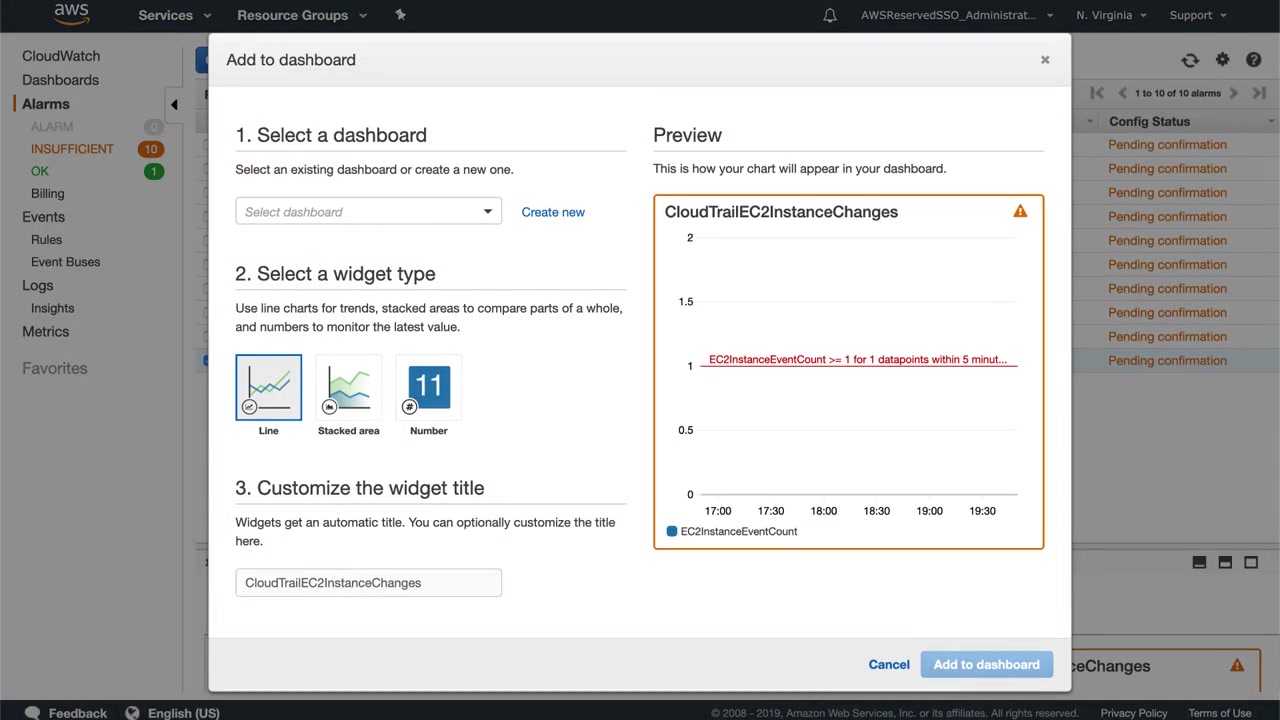 aws
Services
Resource Groups
AWSReservedSSO_Administrat...
N. Virginia
Support
CloudWatch
Dashboards
Alarms
ALARM 0
INSUFFICIENT 10
OK 1
Billing
Events
Rules
Event Buses
Logs
Insights
Metrics
Favorites
Add to dashboard
1. Select a dashboard
Select an existing dashboard or create a new one.
Select dashboard
Create new
2. Select a widget type
Use line charts for trends, stacked areas to compare parts of a whole,
and numbers to monitor the latest value.
11
#
Line
Stacked area
Number
3. Customize the widget title
Widgets get an automatic title. You can optionally customize the title
here.
CloudTrailEC2InstanceChanges
Preview
This is how your chart will appear in your dashboard.
CloudTrailEC2InstanceChanges
2
1.5
EC2InstanceEventCount >= 1 for 1 datapoints within 5 minut...
1
0.5
0
17:00 17:30 18:00 18:30 19:00 19:30
EC2InstanceEventCount
Cancel
Add to dashboard
1 to 10 of 10 alarms
Config Status
Pending confirmation
Pending confirmation
Pending confirmation
Pending confirmation
Pending confirmation
Pending confirmation
Pending confirmation
Pending confirmation
Pending confirmation
Pending confirmation
ceChanges
Feedback
English (US)
© 2008 - 2019, Amazon Web Services, Inc. or its affiliates. All rights reserved.
Privacy Policy
Terms of Use